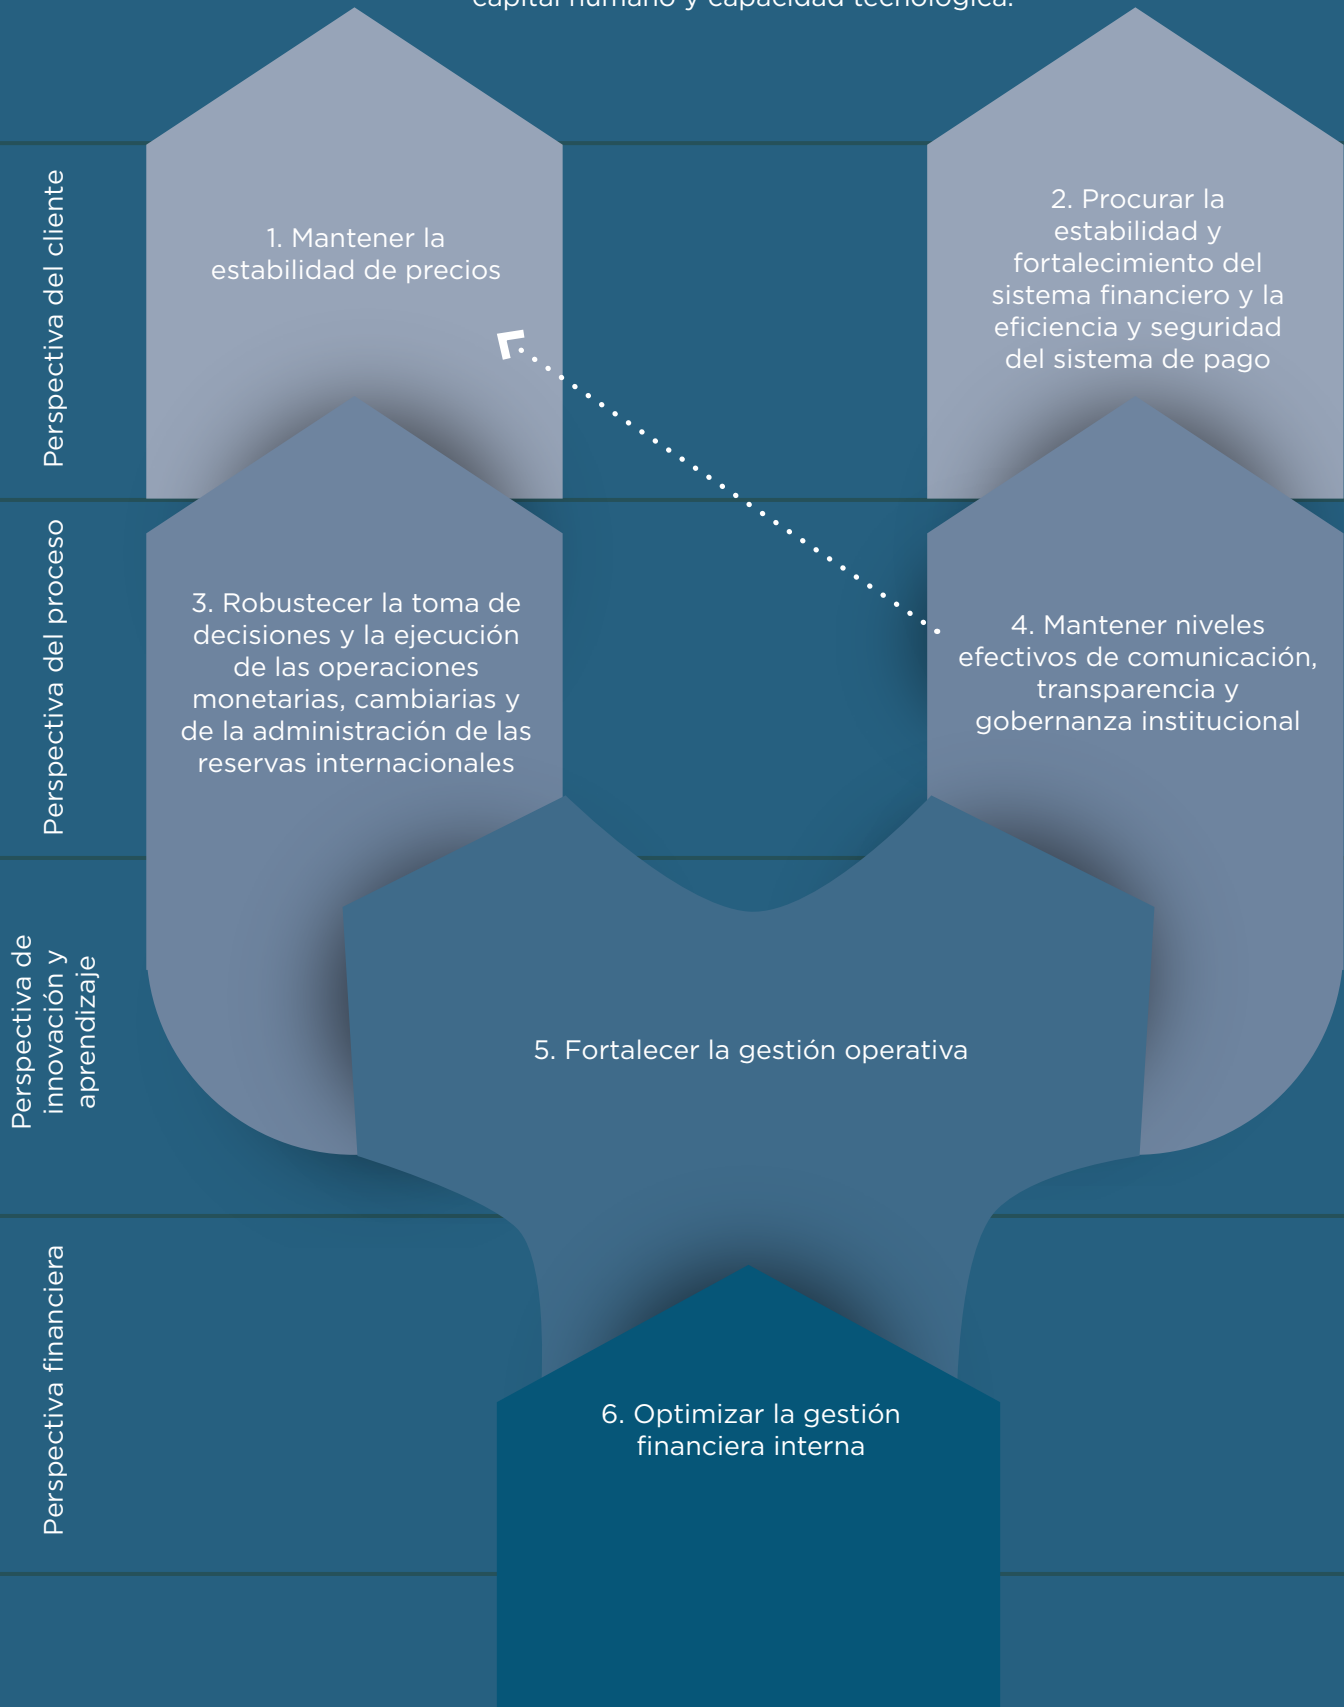 capital humano y capacidad tecnológica.
Perspectiva del cliente
1. Mantener la
estabilidad de precios
2. Procurar la
estabilidad y
fortalecimiento del
sistema financiero y la
eficiencia y seguridad
del sistema de pago
Perspectiva del proceso
3. Robustecer la toma de
decisiones y la ejecución
de las operaciones
monetarias, cambiarias y
de la administración de las
reservas internacionales
4. Mantener niveles
efectivos de comunicación,
transparencia y
gobernanza institucional
Perspectiva de
innovación y
aprendizaje
5. Fortalecer la gestión operativa
Perspectiva financiera
6. Optimizar la gestión
financiera interna